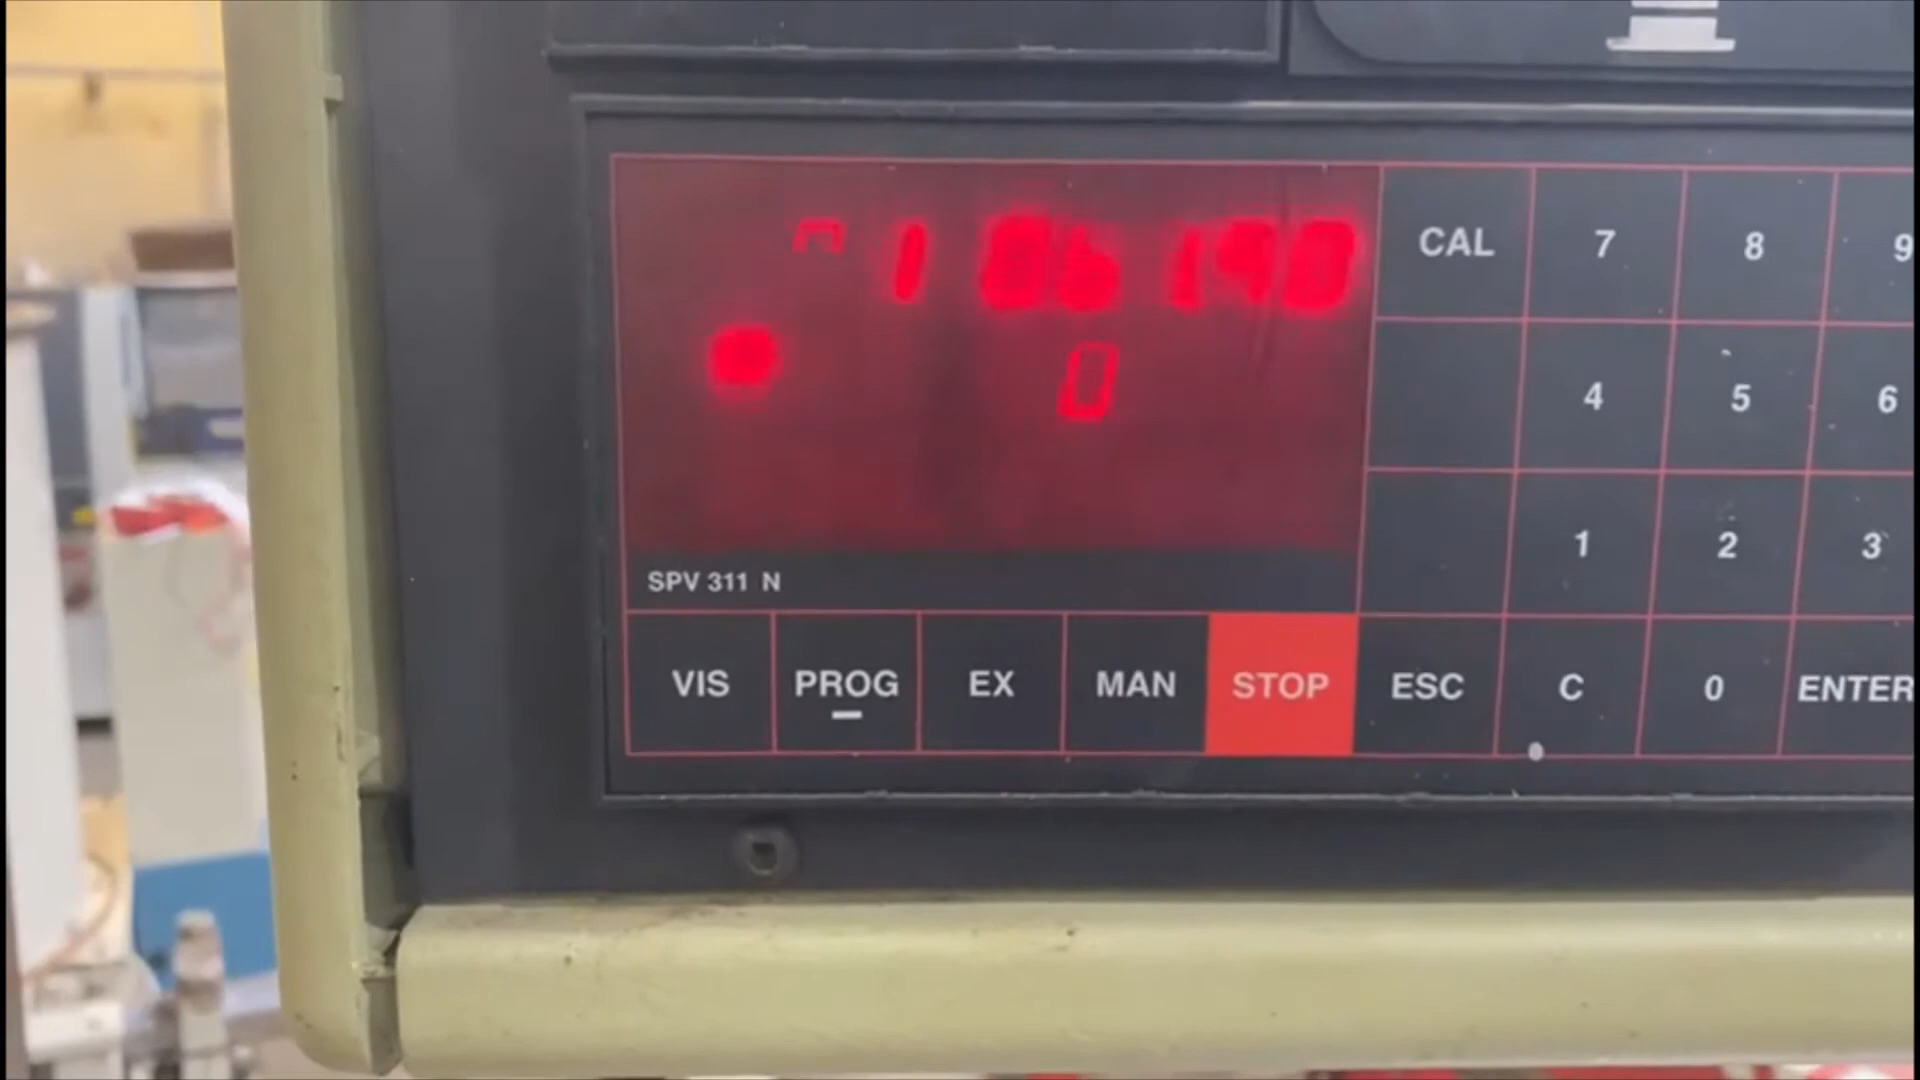 0
CAL 7 8 9
4 5 6
1 2 3
SPV 311 N
VIS PROG EX MAN STOP ESC C 0 ENTER